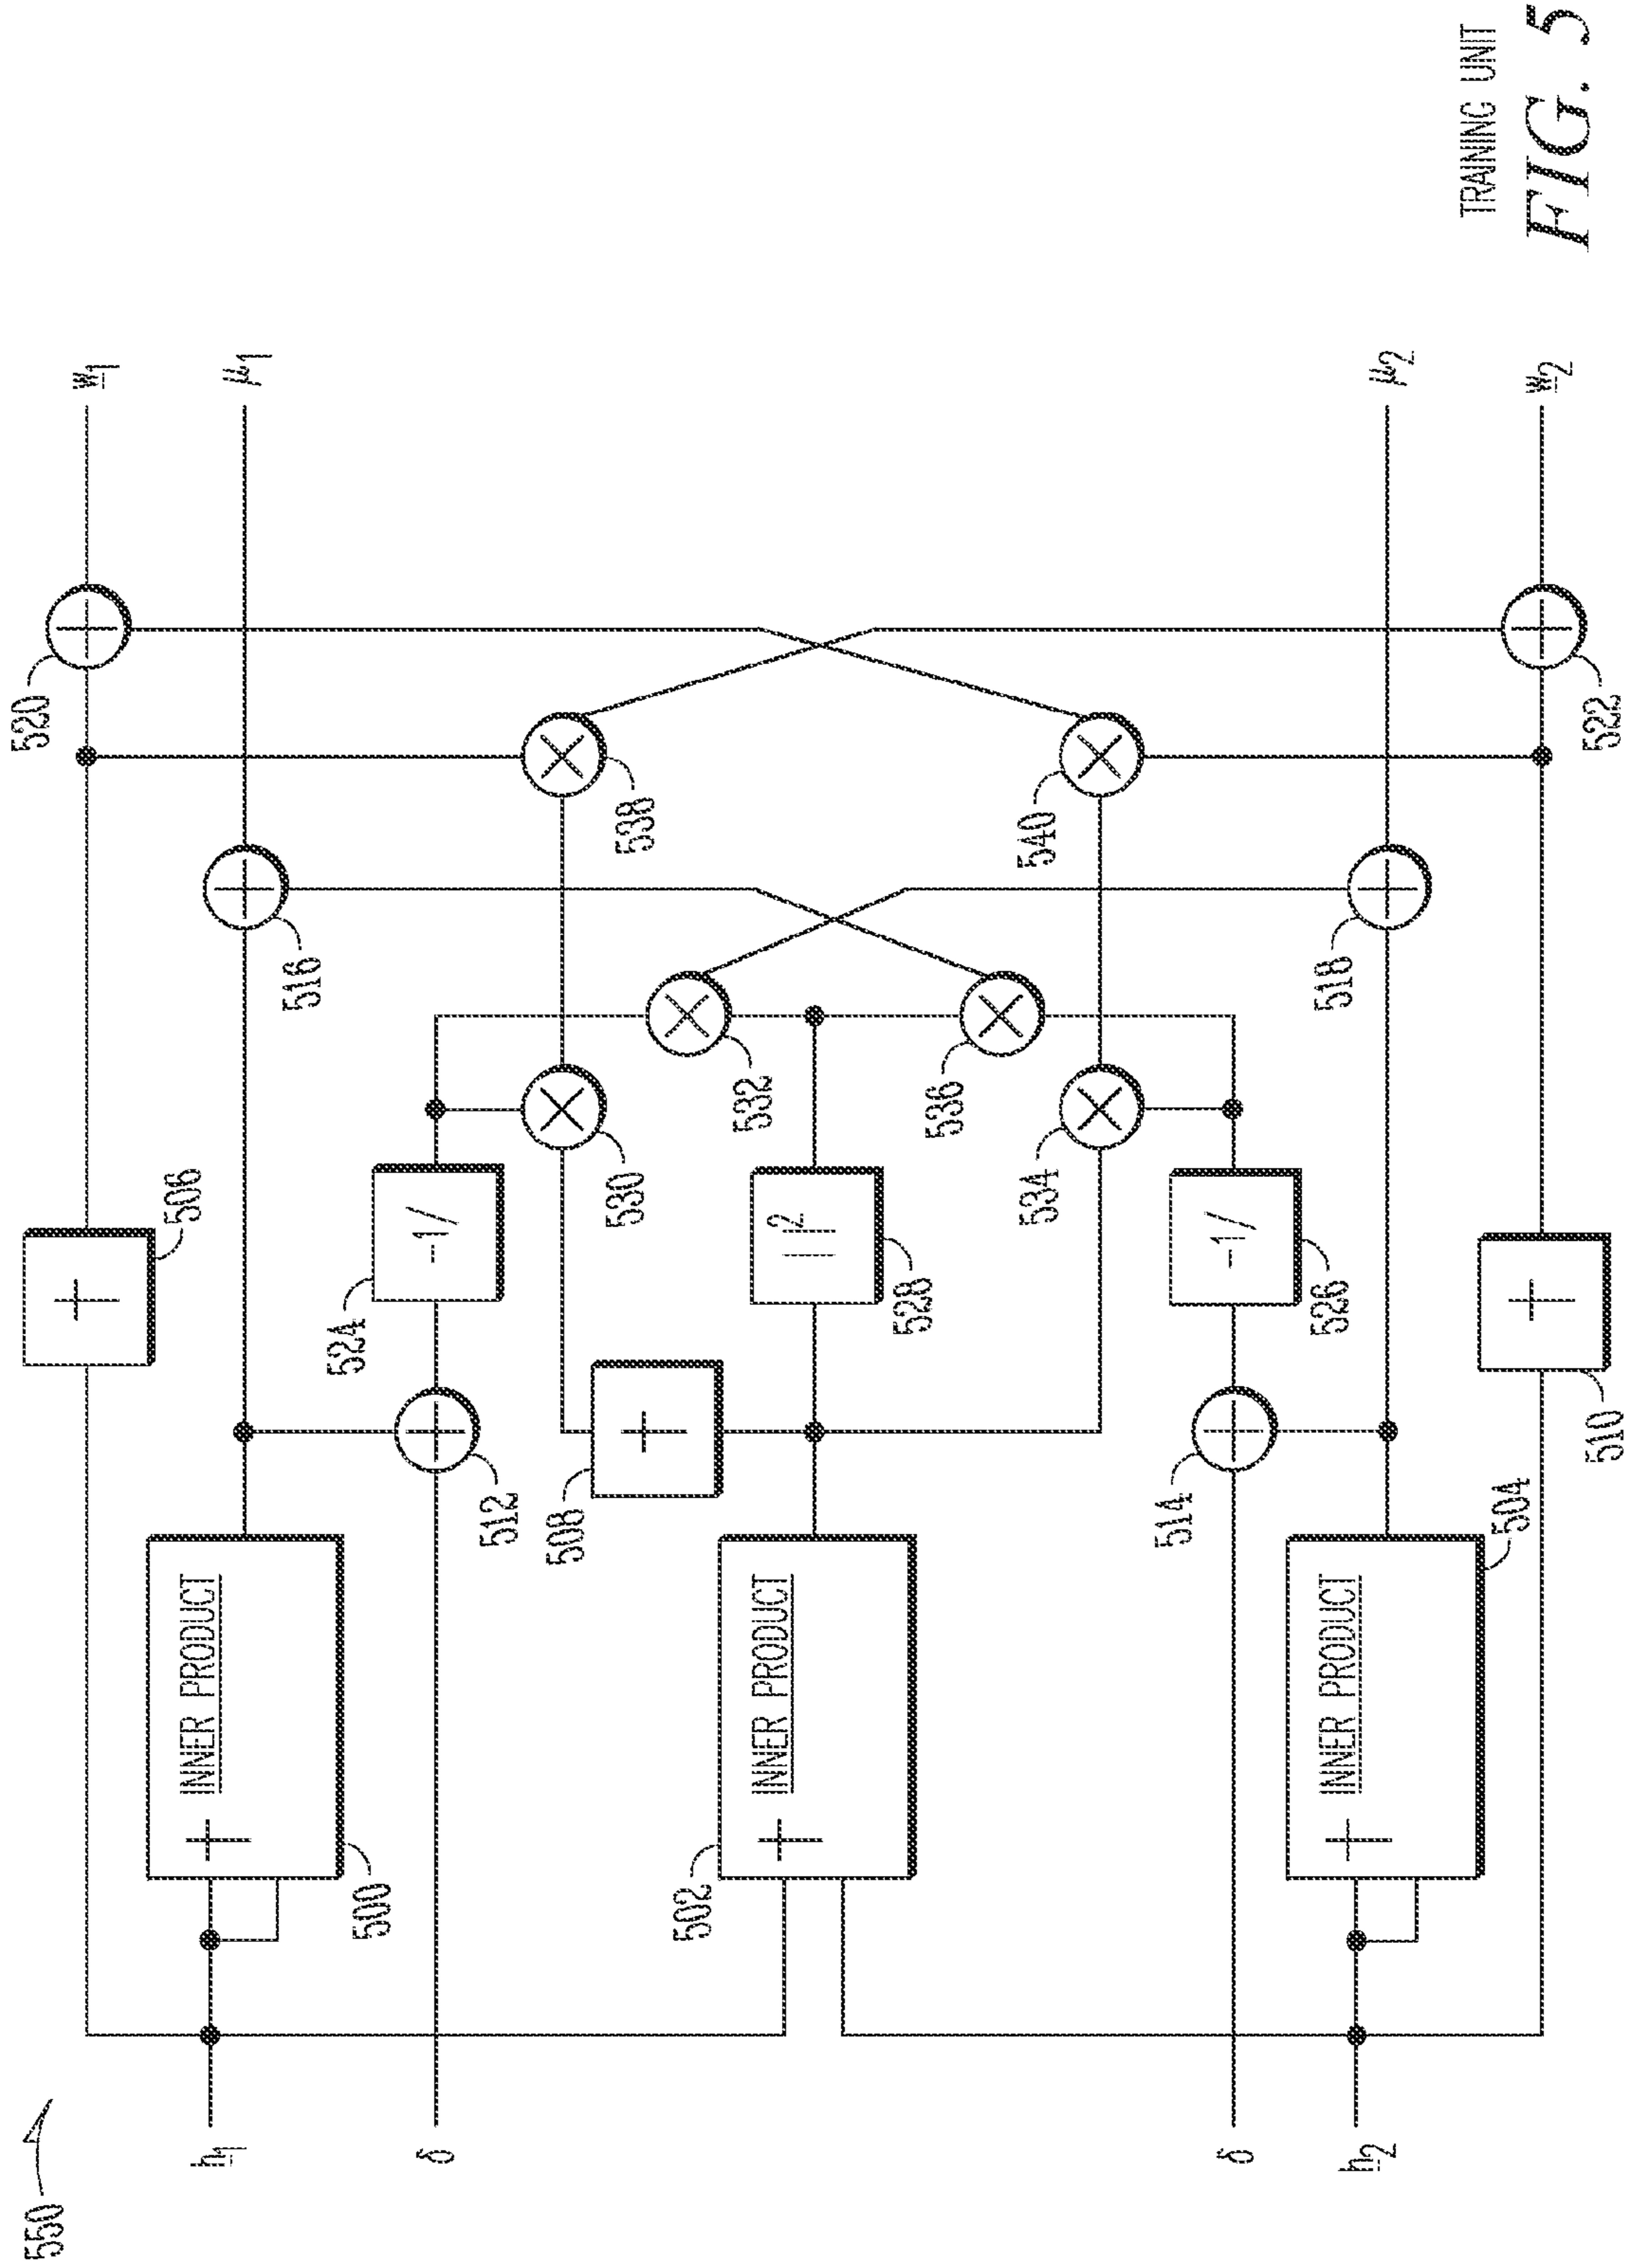 550
h1
δ
δ
h2
500
INNER PRODUCT
502
INNER PRODUCT
504
INNER PRODUCT
506
+
508
+
510
+
512
514
524
-1/
528
| |2
526
-1/
530
532
534
536
516
518
538
540
520
522
w1
μ1
μ2
w2
TRAINING UNIT
FIG. 5